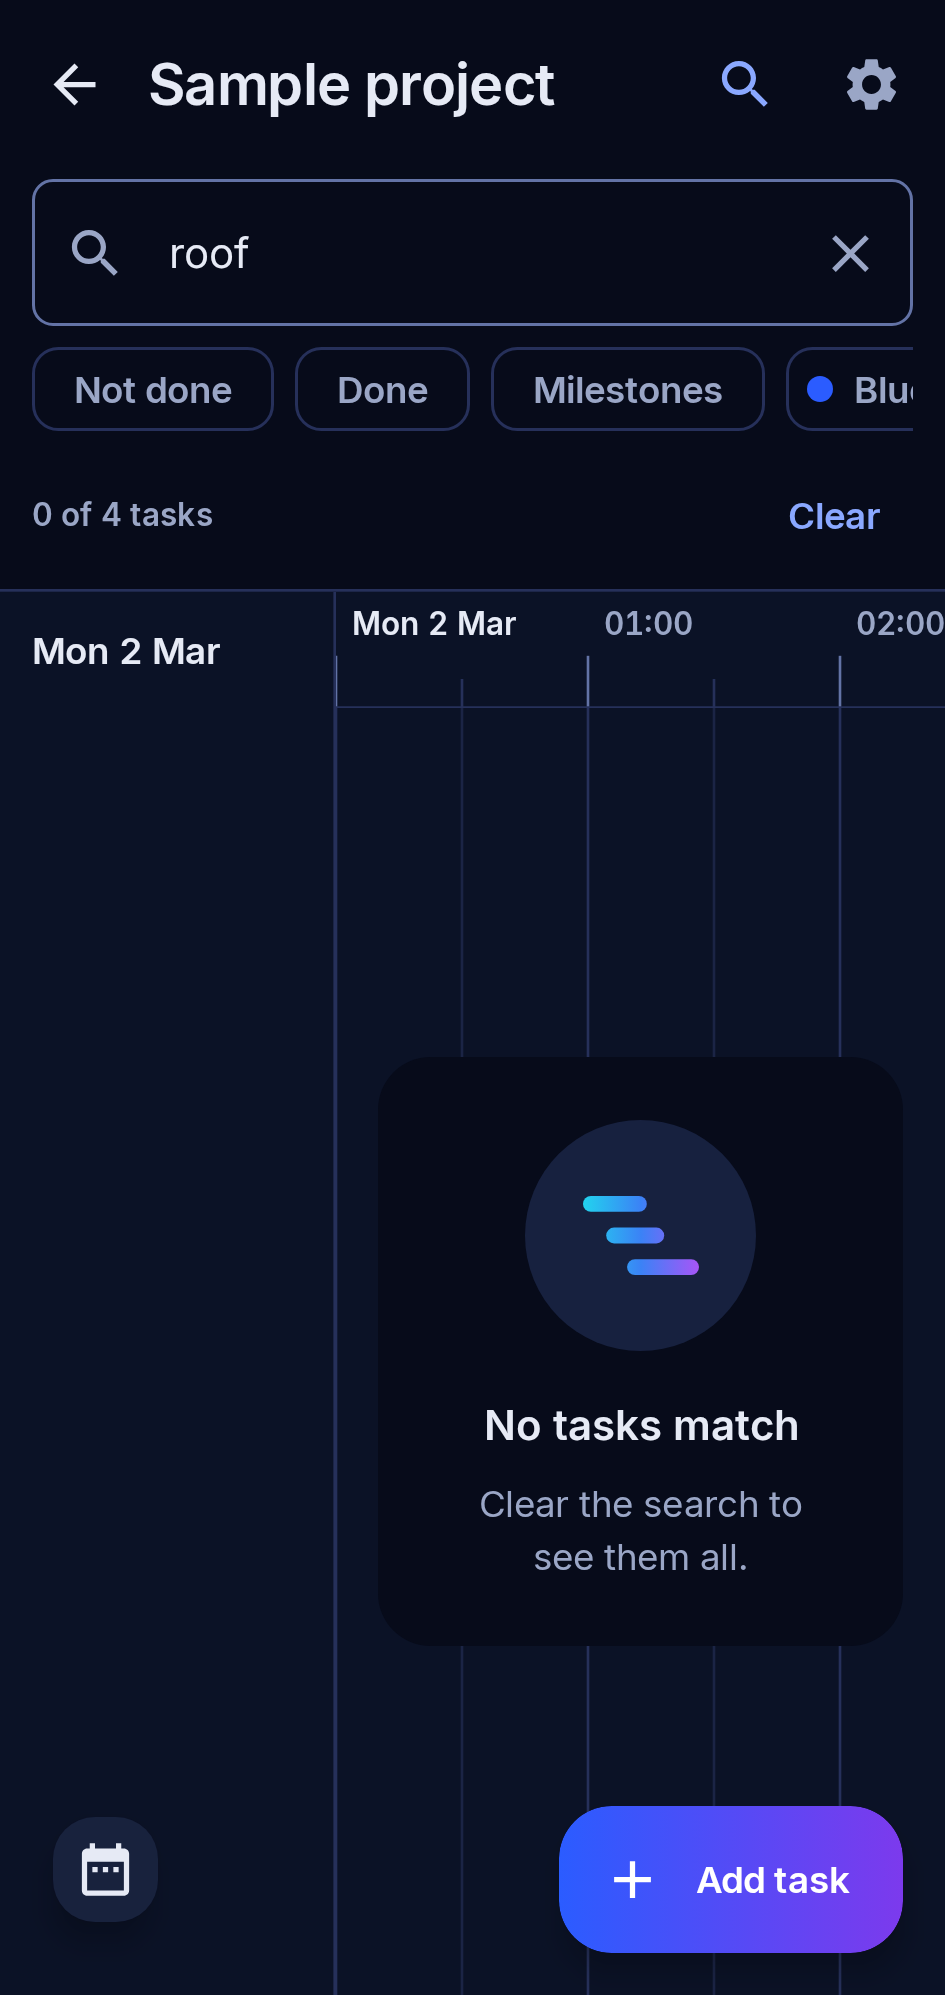 Sample project
roof
Not done Done Milestones Blue
0 of 4 tasks Clear
Mon 2 Mar Mon 2 Mar 01:00 02:00
No tasks match
Clear the search to
see them all.
Add task